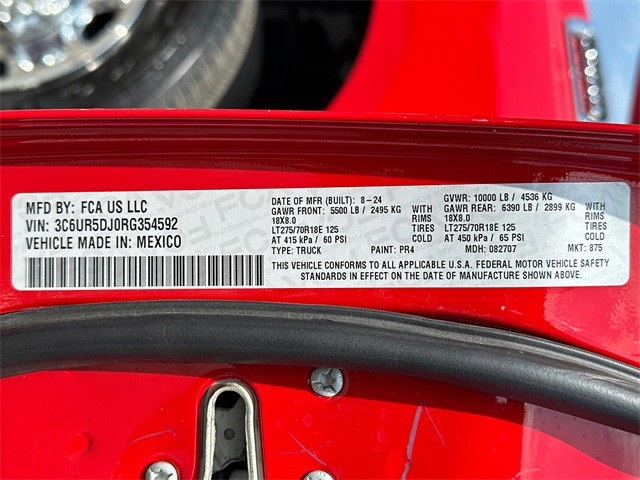 MFD BY: FCA US LLC
VIN: 3C6UR5DJ0RG354592
VEHICLE MADE IN: MEXICO
DATE OF MFR (BUILT): 8-24
GAWR FRONT: 5500 LB / 2495 KG WITH
18X8.0 RIMS
LT275/70R18E 125 TIRES
AT 415 kPa / 60 PSI COLD
TYPE: TRUCK PAINT: PR4
GVWR: 10000 LB / 4536 KG
GAWR REAR: 6390 LB / 2899 KG WITH
18X8.0 RIMS
LT275/70R18E 125 TIRES
AT 450 kPa / 65 PSI COLD
MDH: 082707 MKT: 875
THIS VEHICLE CONFORMS TO ALL APPLICABLE U.S.A. FEDERAL MOTOR VEHICLE SAFETY
STANDARDS IN EFFECT ON THE DATE OF MANUFACTURE SHOWN ABOVE.